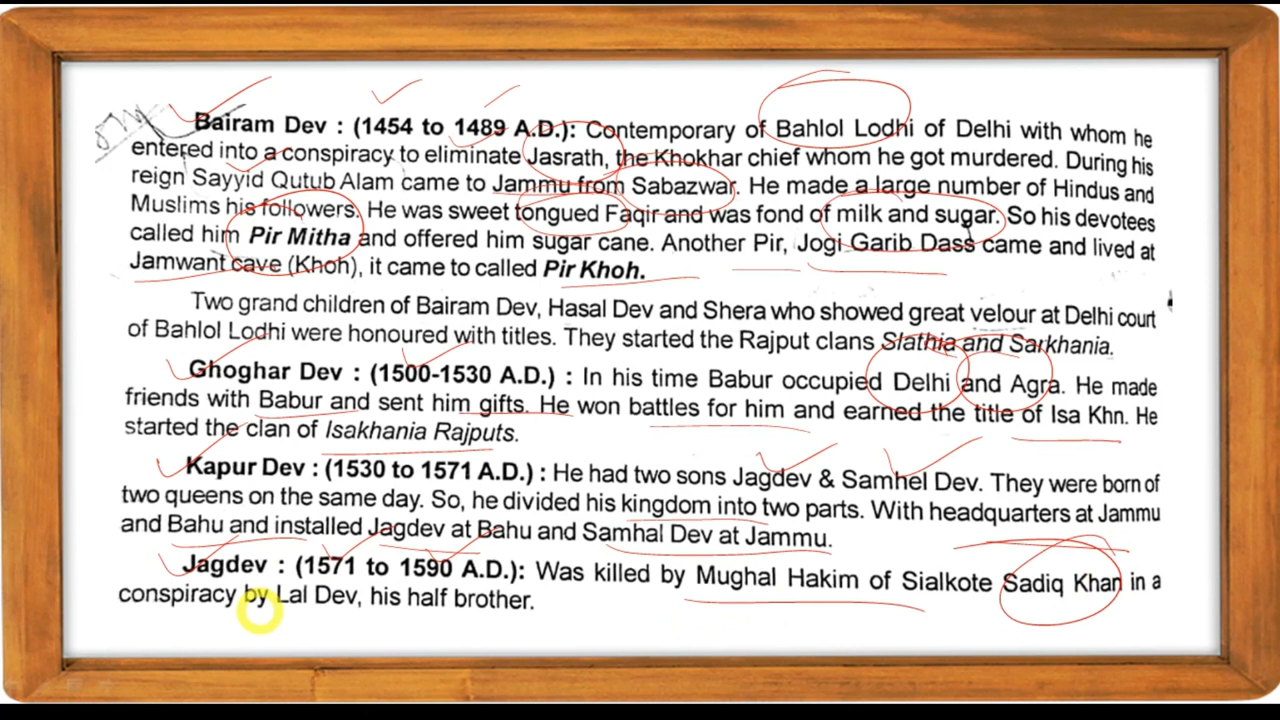 Bairam Dev : (1454 to 1489 A.D.): Contemporary of Bahlol Lodhi of Delhi with whom he
entered into a conspiracy to eliminate Jasrath, the Khokhar chief whom he got murdered. During his
reign Sayyid Qutub Alam came to Jammu from Sabazwar. He made a large number of Hindus and
Muslims his followers. He was sweet tongued Faqir and was fond of milk and sugar. So his devotees
called him Pir Mitha and offered him sugar cane. Another Pir, Jogi Garib Dass came and lived at
Jamwant cave (Khoh), it came to called Pir Khoh.
Two grand children of Bairam Dev, Hasal Dev and Shera who showed great velour at Delhi court
of Bahlol Lodhi were honoured with titles. They started the Rajput clans Slathia and Sarkhania.
Ghoghar Dev : (1500-1530 A.D.) : In his time Babur occupied Delhi and Agra. He made
friends with Babur and sent him gifts. He won battles for him and earned the title of Isa Khn. He
started the clan of Isakhania Rajputs.
Kapur Dev : (1530 to 1571 A.D.) : He had two sons Jagdev & Samhel Dev. They were born of
two queens on the same day. So, he divided his kingdom into two parts. With headquarters at Jammu
and Bahu and installed Jagdev at Bahu and Samhal Dev at Jammu.
Jagdev : (1571 to 1590 A.D.): Was killed by Mughal Hakim of Sialkote Sadiq Khan in a
conspiracy by Lal Dev, his half brother.